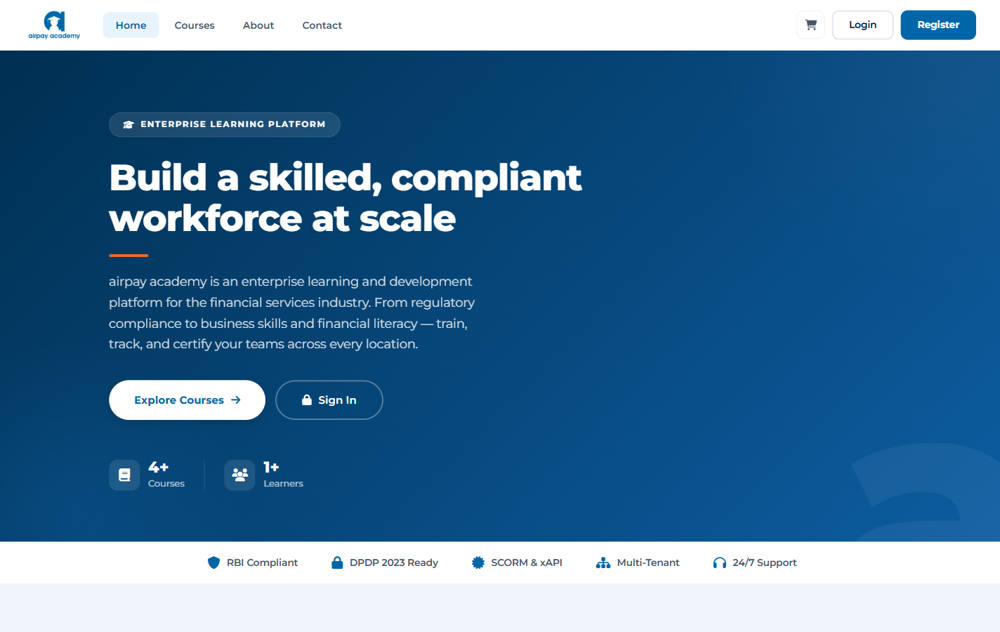 airpay academy
Home
Courses
About
Contact
Login
Register
ENTERPRISE LEARNING PLATFORM
Build a skilled, compliant
workforce at scale
airpay academy is an enterprise learning and development
platform for the financial services industry. From regulatory
compliance to business skills and financial literacy — train,
track, and certify your teams across every location.
Explore Courses →
Sign In
4+
Courses
1+
Learners
RBI Compliant
DPDP 2023 Ready
SCORM & xAPI
Multi-Tenant
24/7 Support